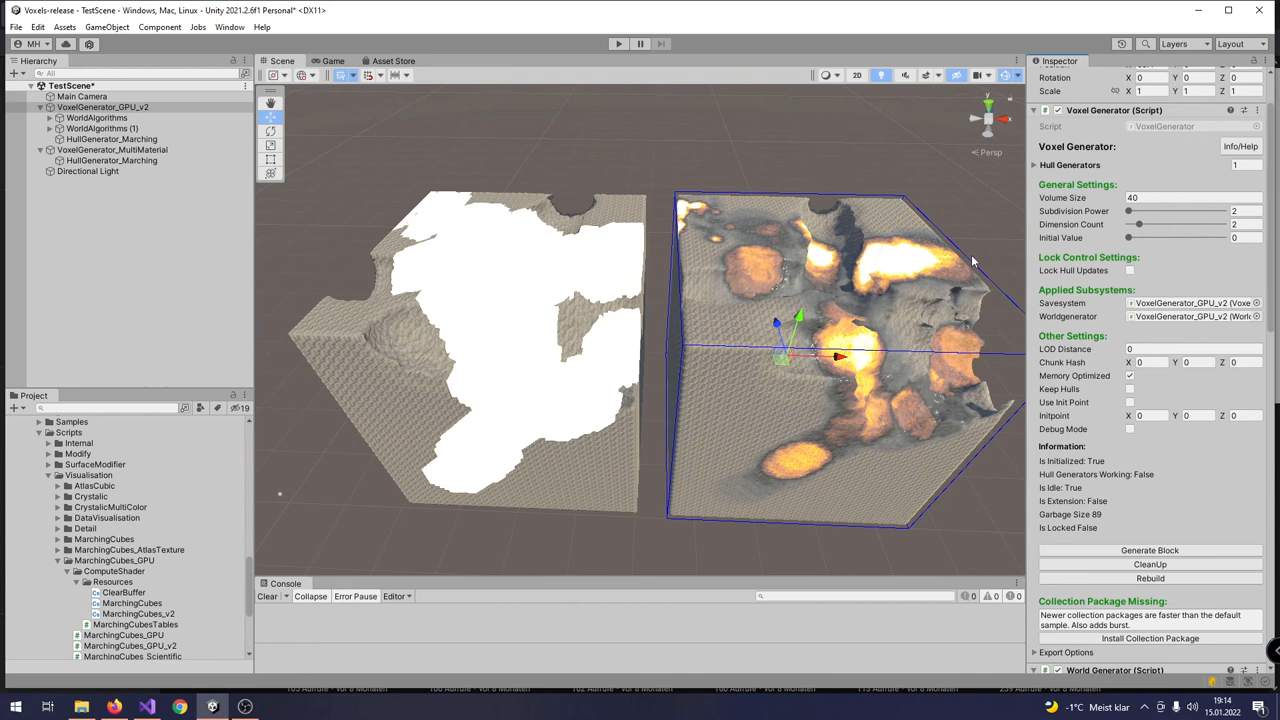 Voxels-release - TestScene - PC, Mac, Linux - Unity 2021.2.6f1 Personal* <DX11>
File Edit Assets GameObject Component Jobs Window Help
MH
Layers
Layout
Hierarchy
All
TestScene*
Main Camera
VoxelGenerator_GPU_v2
WorldAlgorithms
WorldAlgorithms (1)
HullGenerator_Marching
VoxelGenerator_MultiMaterial
HullGenerator_Marching
Directional Light
Project
19
Samples
Scripts
Internal
Modify
SurfaceModifier
Visualisation
AtlasCubic
Crystalic
CrystalicMultiColor
DataVisualisation
Detail
MarchingCubes
MarchingCubes_AtlasTexture
MarchingCubes_GPU
ComputeShader
Resources
ClearBuffer
MarchingCubes
MarchingCubes_v2
MarchingCubesTables
MarchingCubes_GPU
MarchingCubes_GPU_v2
MarchingCubes_Scientific
Scene
Game
Asset Store
2D
y
x
Persp
Console
Clear
Collapse
Error Pause
Editor
0
0
0
Inspector
Rotation X 0 Y 0 Z 0
Scale X 1 Y 1 Z 1
Voxel Generator (Script)
Script VoxelGenerator
Voxel Generator:
Info/Help
Hull Generators 1
General Settings:
Volume Size 40
Subdivision Power 2
Dimension Count 2
Initial Value 0
Lock Control Settings:
Lock Hull Updates
Applied Subsystems:
Savesystem VoxelGenerator_GPU_v2 (Voxe
Worldgenerator VoxelGenerator_GPU_v2 (Worl
Other Settings:
LOD Distance 0
Chunk Hash X 0 Y 0 Z 0
Memory Optimized
Keep Hulls
Use Init Point
Initpoint X 0 Y 0 Z 0
Debug Mode
Information:
Is Initialized: True
Hull Generators Working: False
Is Idle: True
Is Extension: False
Garbage Size 89
Is Locked False
Generate Block
CleanUp
Rebuild
Collection Package Missing:
Newer collection packages are faster than the default
sample. Also adds burst.
Install Collection Package
Export Options
World Generator (Script)
-1°C Meist klar
19:14
15.01.2022